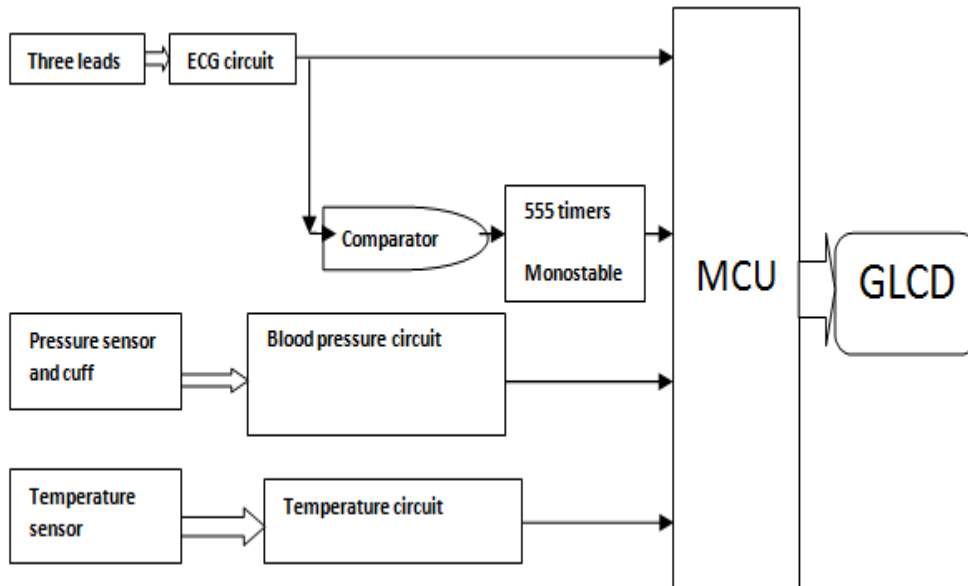 Three leads
ECG circuit
Comparator
555 timers
Monostable
MCU
GLCD
Pressure sensor
and cuff
Blood pressure circuit
Temperature
sensor
Temperature circuit